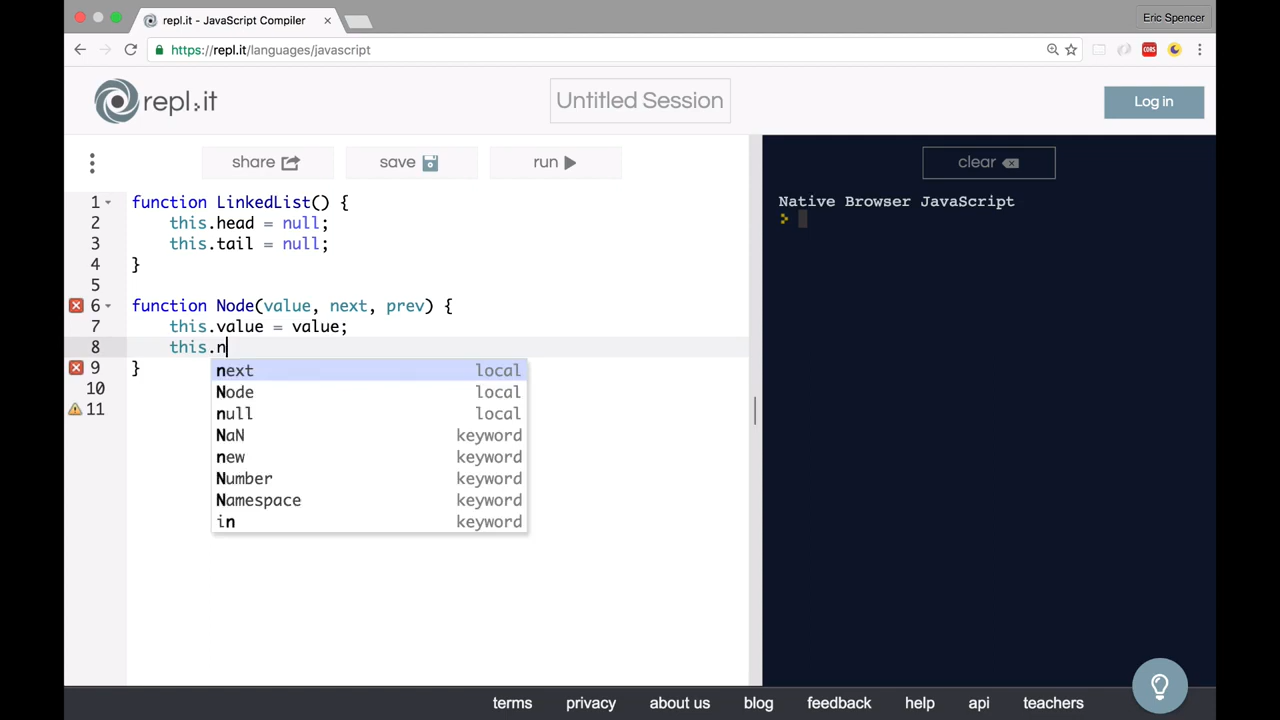 repl.it - JavaScript Compiler
Eric Spencer
https://repl.it/languages/javascript
CORS
repl.it
Untitled Session
Log in
share
save
run
clear
1 function LinkedList() {
2 this.head = null;
3 this.tail = null;
4 }
5
6 function Node(value, next, prev) {
7 this.value = value;
8 this.n
9 }
10
11
next local
Node local
null local
NaN keyword
new keyword
Number keyword
Namespace keyword
in keyword
Native Browser JavaScript
>
terms privacy about us blog feedback help api teachers